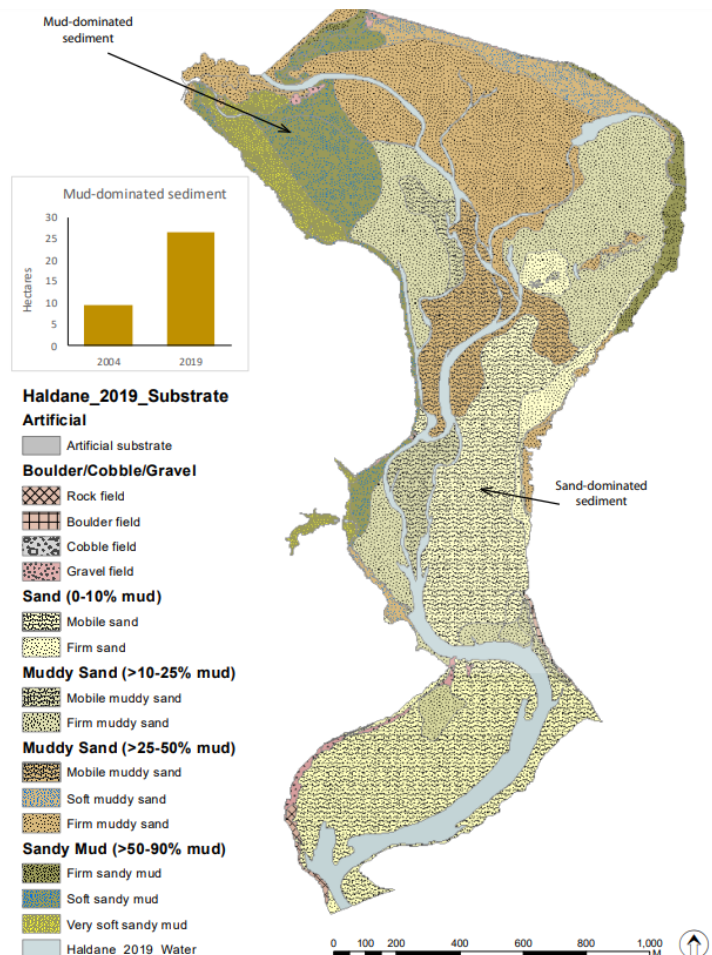 Mud-dominated
sediment
Mud-dominated sediment
30
25
20
15
10
5
0
Hectares
2004
2019
Sand-dominated
sediment
Haldane_2019_Substrate
Artificial
Artificial substrate
Boulder/Cobble/Gravel
Rock field
Boulder field
Cobble field
Gravel field
Sand (0-10% mud)
Mobile sand
Firm sand
Muddy Sand (>10-25% mud)
Mobile muddy sand
Firm muddy sand
Muddy Sand (>25-50% mud)
Mobile muddy sand
Soft muddy sand
Firm muddy sand
Sandy Mud (>50-90% mud)
Firm sandy mud
Soft sandy mud
Very soft sandy mud
Haldane_2019_Water
0 100 200 400 600 800 1,000
M